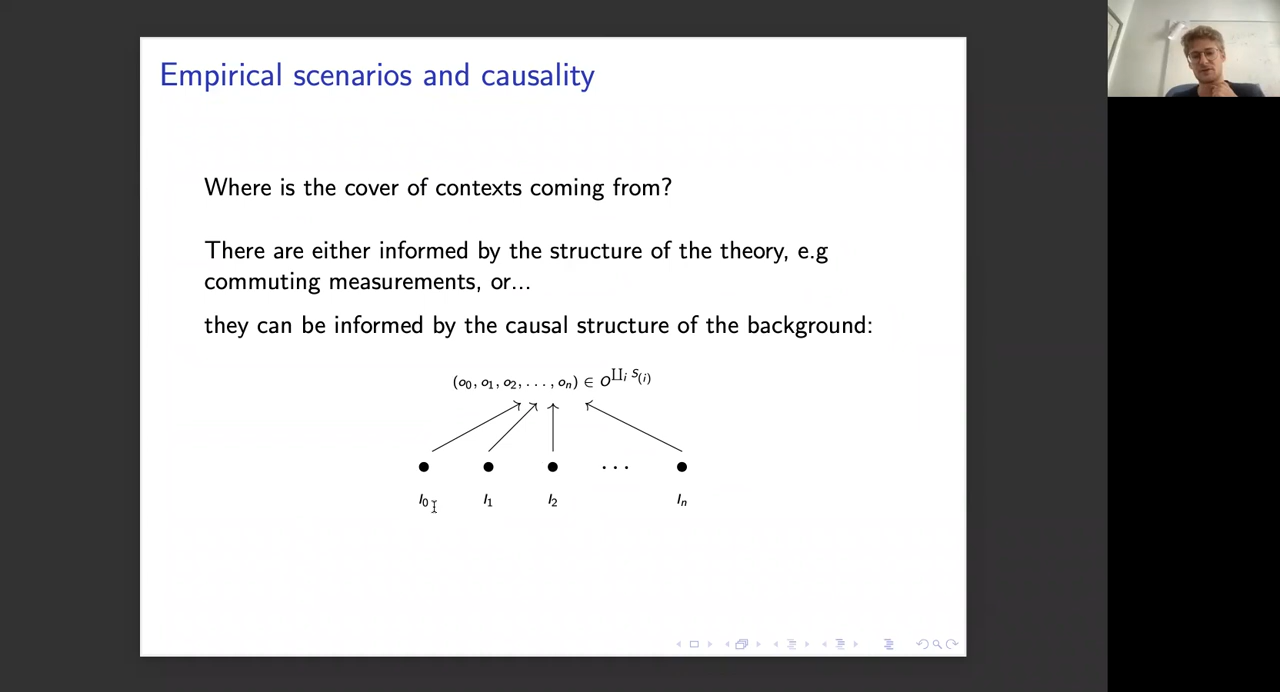 Empirical scenarios and causality
Where is the cover of contexts coming from?
There are either informed by the structure of the theory, e.g
commuting measurements, or...
they can be informed by the causal structure of the background:
(o₀, o₁, o₂, . . . , oₙ) ∈ O^{∐ᵢ S₍ᵢ₎}
. . .
I₀ I₁ I₂ Iₙ